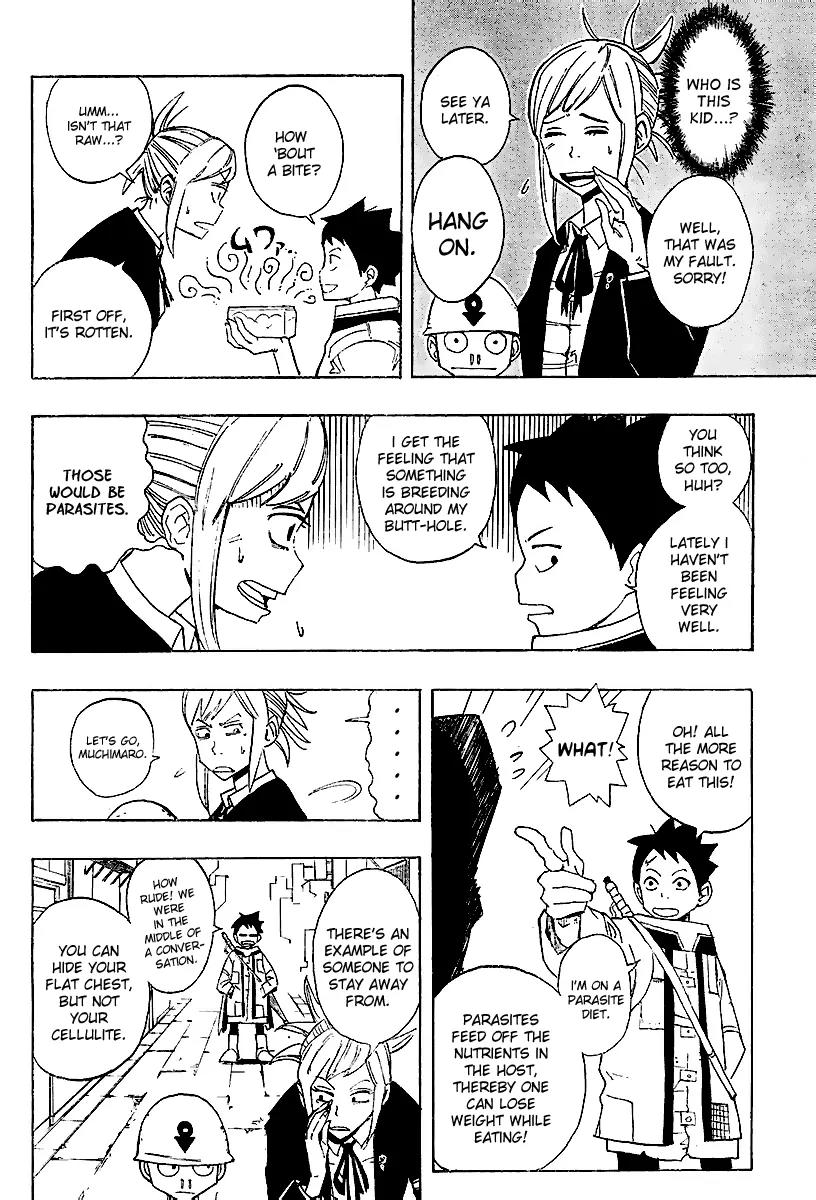 WHO IS
THIS
KID...?
WELL,
THAT WAS
MY FAULT.
SORRY!
SEE YA
LATER.
HANG
ON.
HOW
'BOUT
A BITE?
UMM...
ISN'T THAT
RAW...?
FIRST OFF,
IT'S ROTTEN.
YOU
THINK
SO TOO,
HUH?
LATELY I
HAVEN'T
BEEN
FEELING
VERY
WELL.
I GET THE
FEELING THAT
SOMETHING
IS BREEDING
AROUND MY
BUTT-HOLE.
THOSE
WOULD BE
PARASITES.
OH! ALL
THE MORE
REASON TO
EAT THIS!
WHAT!
I'M ON A
PARASITE
DIET.
PARASITES
FEED OFF THE
NUTRIENTS IN
THE HOST,
THEREBY ONE
CAN LOSE
WEIGHT WHILE
EATING!
......
LET'S GO,
MUCHIMARO.
THERE'S AN
EXAMPLE OF
SOMEONE TO
STAY AWAY
FROM.
HOW
RUDE! WE
WERE
IN THE
MIDDLE OF
A CONVER-
SATION.
YOU CAN
HIDE YOUR
FLAT CHEST,
BUT NOT
YOUR
CELLULITE.